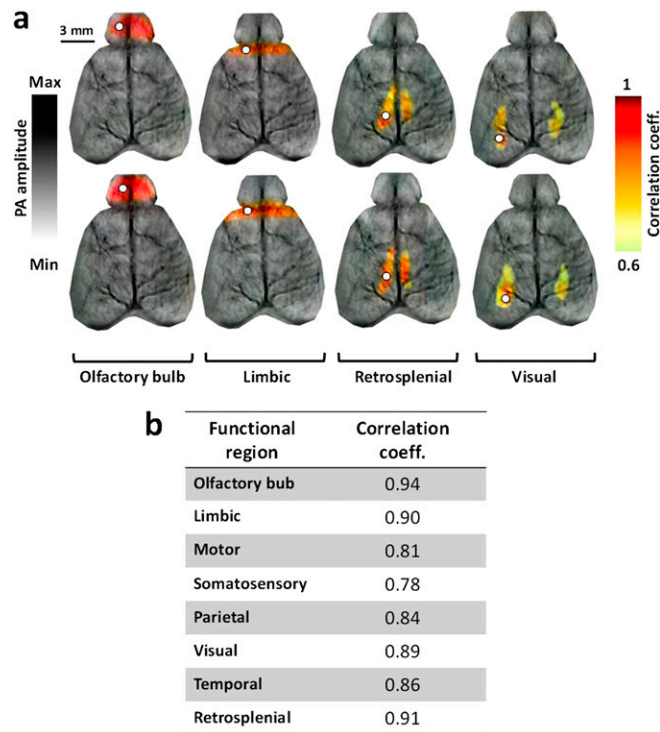 a
3 mm
Max
PA amplitude
Min
1
Correlation coeff.
0.6
Olfactory bulb Limbic Retrosplenial Visual
b
Functional region Correlation coeff.
Olfactory bub 0.94
Limbic 0.90
Motor 0.81
Somatosensory 0.78
Parietal 0.84
Visual 0.89
Temporal 0.86
Retrosplenial 0.91